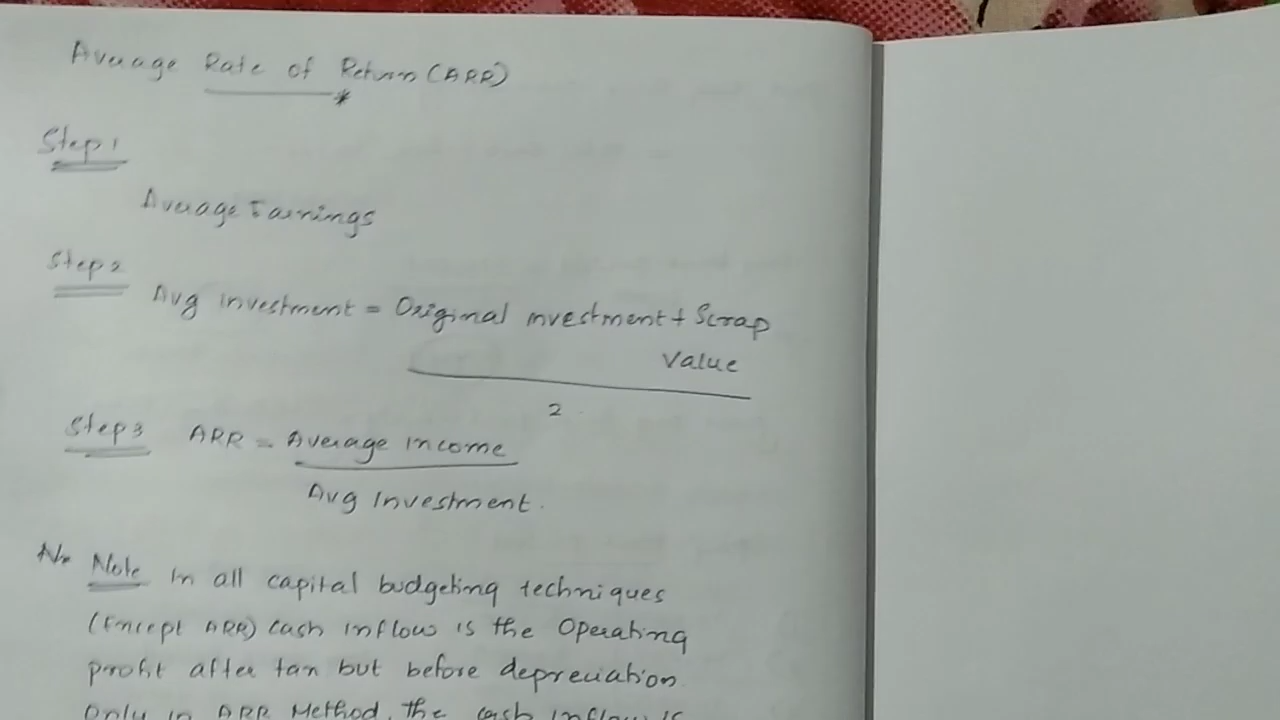 Average Rate of Return (ARR)
Step 1
Average Earnings
Step 2
Avg investment = Original nvestment + Scrap
Value
2
Step 3 ARR = Average income
Avg Investment.
No Note In all capital budgeting techniques
(Except ARR) cash inflow is the Operating
profit after tax but before depreciation
Only in ARR Method, the cash inflow is